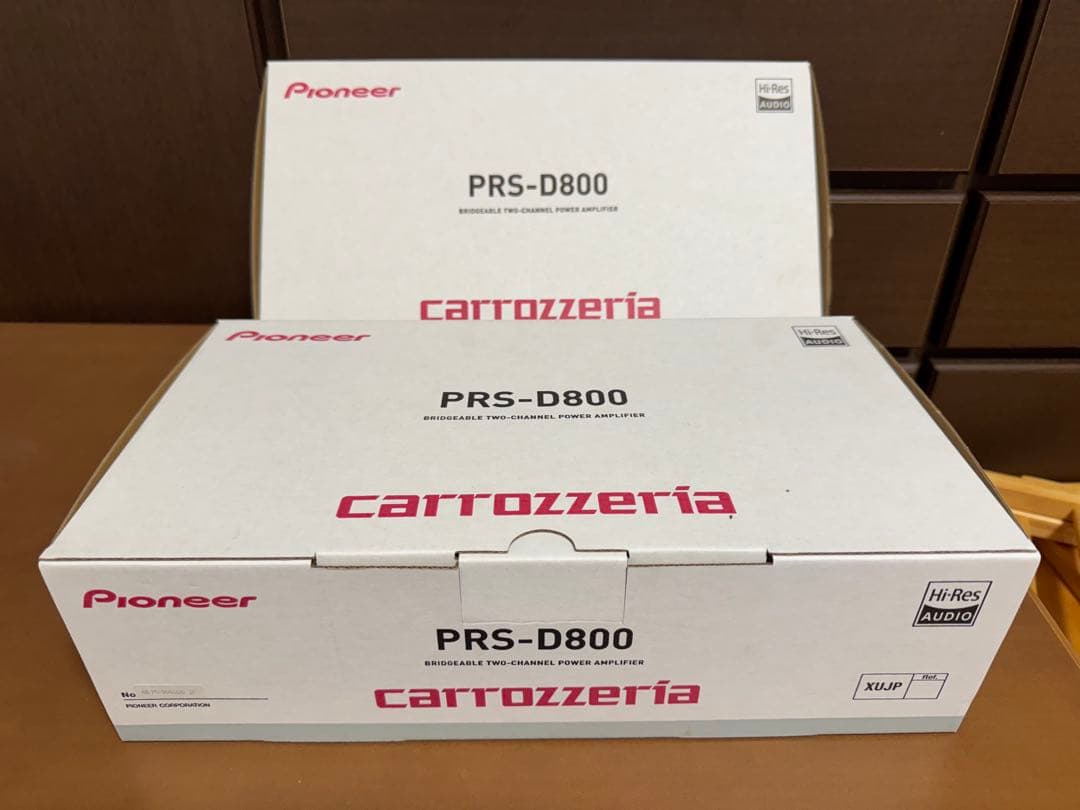 Pioneer
Hi-Res
AUDIO
PRS-D800
BRIDGEABLE TWO-CHANNEL POWER AMPLIFIER
carrozzeria
Pioneer
Hi-Res
AUDIO
PRS-D800
BRIDGEABLE TWO-CHANNEL POWER AMPLIFIER
carrozzeria
Pioneer
Hi-Res
AUDIO
PRS-D800
BRIDGEABLE TWO-CHANNEL POWER AMPLIFIER
carrozzeria
No
PIONEER CORPORATION
XUJP
Ref.